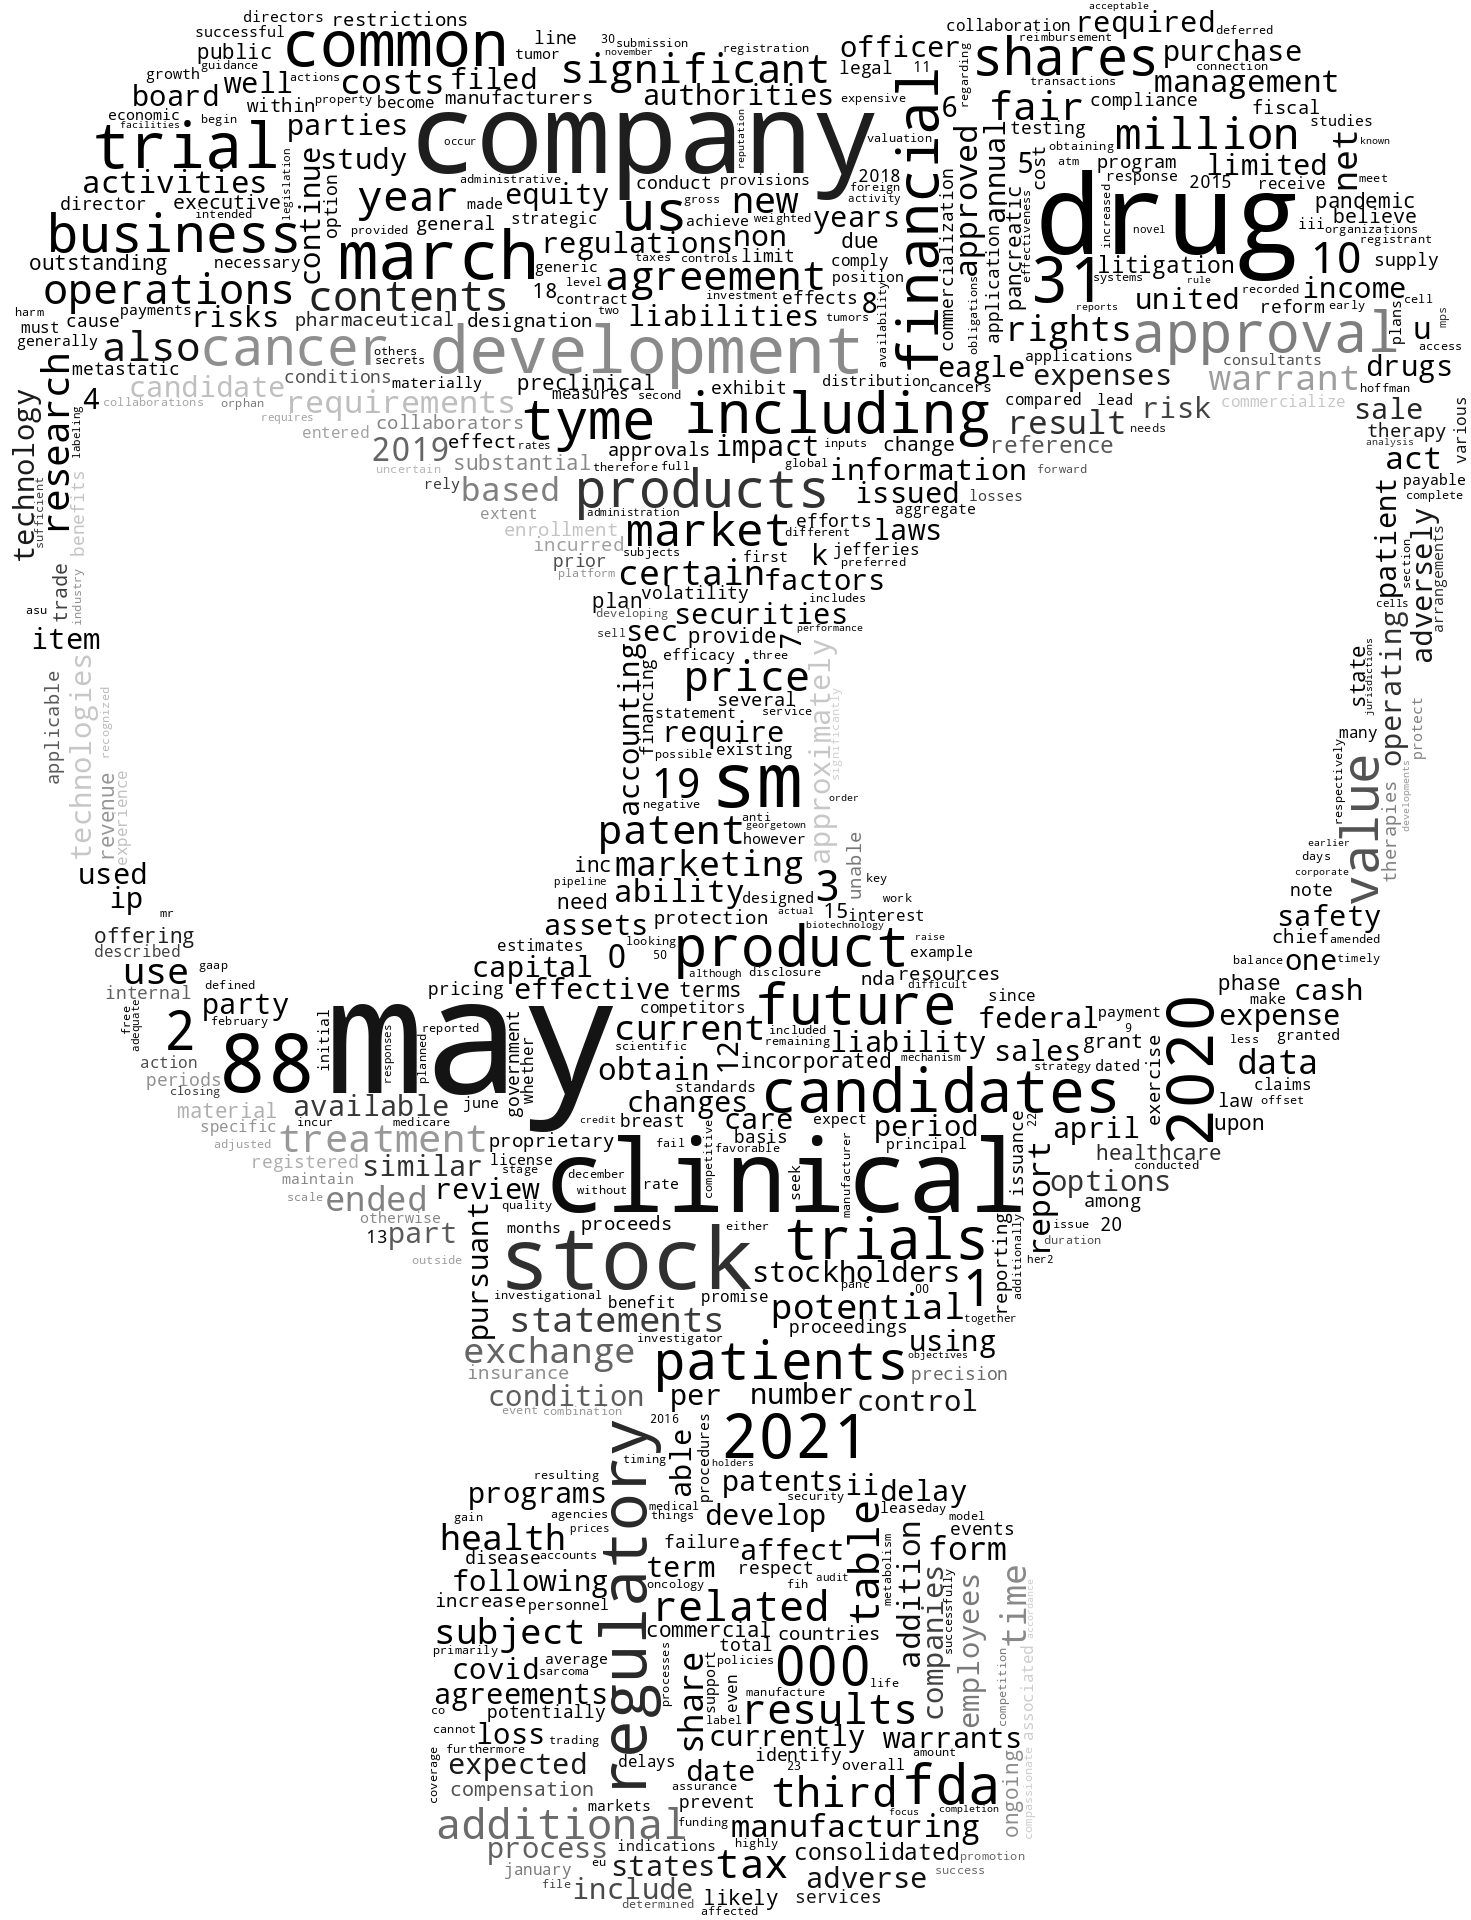 directors restrictions acceptable
successful common line 30 submission officer collaboration required deferred
public november registration shares reimbursement purchase
guidance tumor significant legal 11 regarding connection
growth well actions costs filed authorities expensive 6 transactions management
board within property become manufacturers financial fair compliance fiscal
economic facilities begin parties company valuation testing million studies
trial study occur reputation approved annual 5 cost obtaining known
activities continue option administrative conduct provisions 2018 atm program limited net
director executive legislation year made equity us gross new foreign response 2015 receive meet
intended general strategic achieve weighted years activity drug increased pandemic
business provided march regulations non due application pancreatic effectiveness novel iii believe
outstanding necessary generic taxes controls limit comply commercialization 31 litigation organizations registrant
operations contents level agreement position systems rule recorded 10 supply
harm payments 18 contract investment effects 8 obligations reports united reform early income cell
must cause risks pharmaceutical designation two liabilities tumors availability rights approval plans u mps
generally also cancer others secrets development eagle applications consultants access
metastatic conditions materially preclinical exhibit distribution cancers expenses warrant drugs hoffman
research candidate requirements measures second compared lead risk commercialize sale various
4 collaborations orphan requires collaborators tyme including result needs therapy
technology labeling entered 2019 effect rates approvals impact inputs change reference analysis
uncertain substantial therefore full global information forward act
sufficient benefits rely based products issued losses payable
extent administration aggregate complete
enrollment market efforts different laws patient adversely
incurred subjects first k jefferies section arrangements
trade industry prior platform certain factors preferred
asu plan volatility includes cells
item developing securities
sell sec provide 7 performance operating
efficacy three approximately state jurisdictions
technologies accounting financing price several
applicable recognized statement service significantly protect
require many
possible existing value respectively
revenue experience 19 sm order therapies developments
negative
patent anti georgetown however earlier
used inc marketing unable days
ip pipeline ability key corporate
mr need designed 3 work note
assets protection actual 15 interest safety
offering biotechnology chief amended
described estimates looking product raise example
use gaap capital 0 50 balance one timely
internal defined pricing effective although disclosure nda resources difficult phase
party terms competitors future since make cash
2 free adequate february reported current included federal payment expense
88 initial may government scientific remaining liability 9 less granted
action responses planned whether obtain 12 incorporated mechanism sales grant 2020 data
periods closing standards candidates strategy dated exercise claims
material available june changes law offset
specific incur medicare credit breast care expect period 22 april upon
adjusted treatment proprietary fail basis principal healthcare
registered similar license competitive favorable issuance conducted
maintain stage december clinical seek manufacturer report options
scale ended review without rate among
otherwise quality
13 part pursuant months proceeds either trials reporting additionally issue 20
outside stock duration
stockholders her2
investigational benefit promise panc 00 1
statements potential together
investigator proceedings using
exchange objectives
insurance patients precision
condition per number control
event combination
regulatory 2016 2021
timing able procedures holders
resulting patents ii delay
programs security
gain agencies medical things develop lease day model
health prices failure events
disease accounts term affect table form
following oncology respect audit metabolism addition
increase personnel fih companies successfully employees time accordance
subject related
primarily commercial countries
covid average sarcoma total policies 000 competition associated
agreements processes support even life
co potentially share manufacture
cannot loss trading label results
furthermore currently warrants
coverage expected delays identify overall amount
compensation date 23 third fda ongoing compassionate
assurance
markets prevent focus completion
additional funding manufacturing
process indications highly consolidated promotion
january eu states tax adverse success
file include
determined likely services
affected